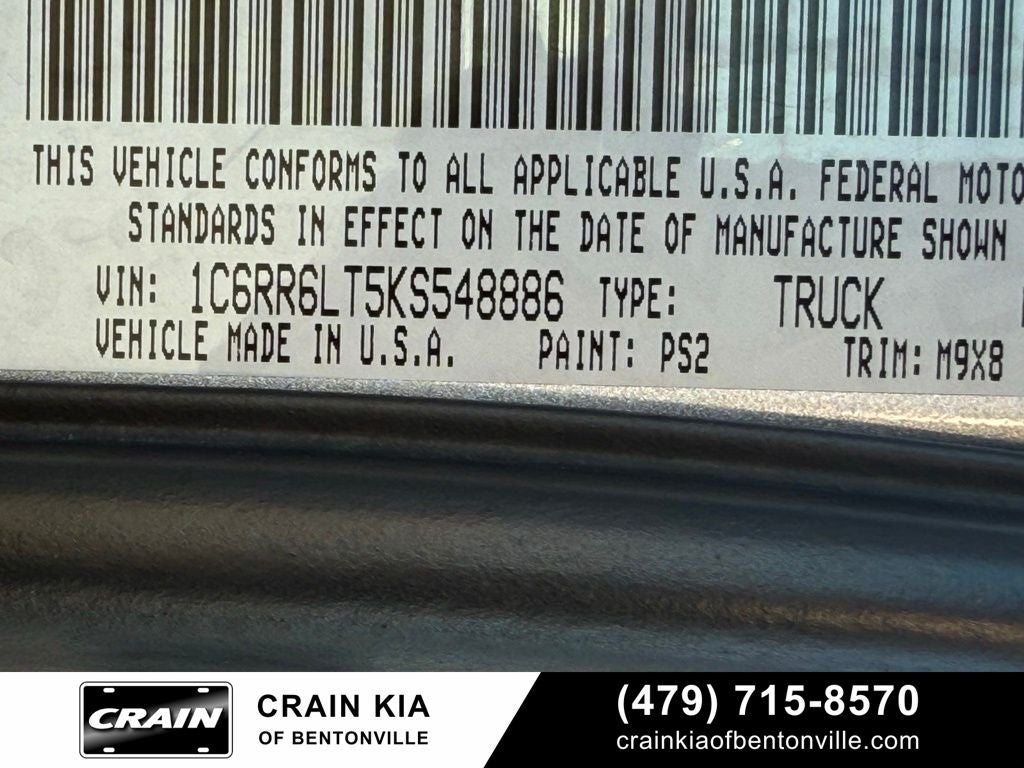 THIS VEHICLE CONFORMS TO ALL APPLICABLE U.S.A. FEDERAL MOTO
STANDARDS IN EFFECT ON THE DATE OF MANUFACTURE SHOWN
VIN: 1C6RR6LT5KS548886 TYPE: TRUCK
VEHICLE MADE IN U.S.A. PAINT: PS2 TRIM: M9X8
CRAIN
CRAIN KIA
OF BENTONVILLE
(479) 715-8570
crainkiaofbentonville.com